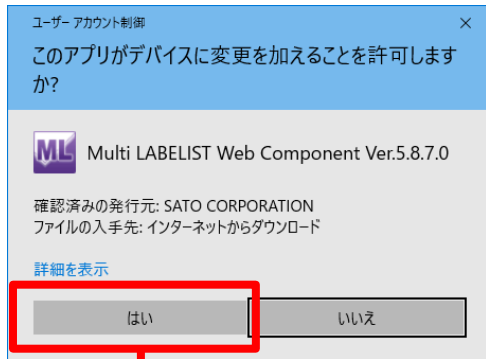 ユーザー アカウント制御
×
このアプリがデバイスに変更を加えることを許可します
か?
ML Multi LABELIST Web Component Ver.5.8.7.0
確認済みの発行元: SATO CORPORATION
ファイルの入手先: インターネットからダウンロード
詳細を表示
はい
いいえ